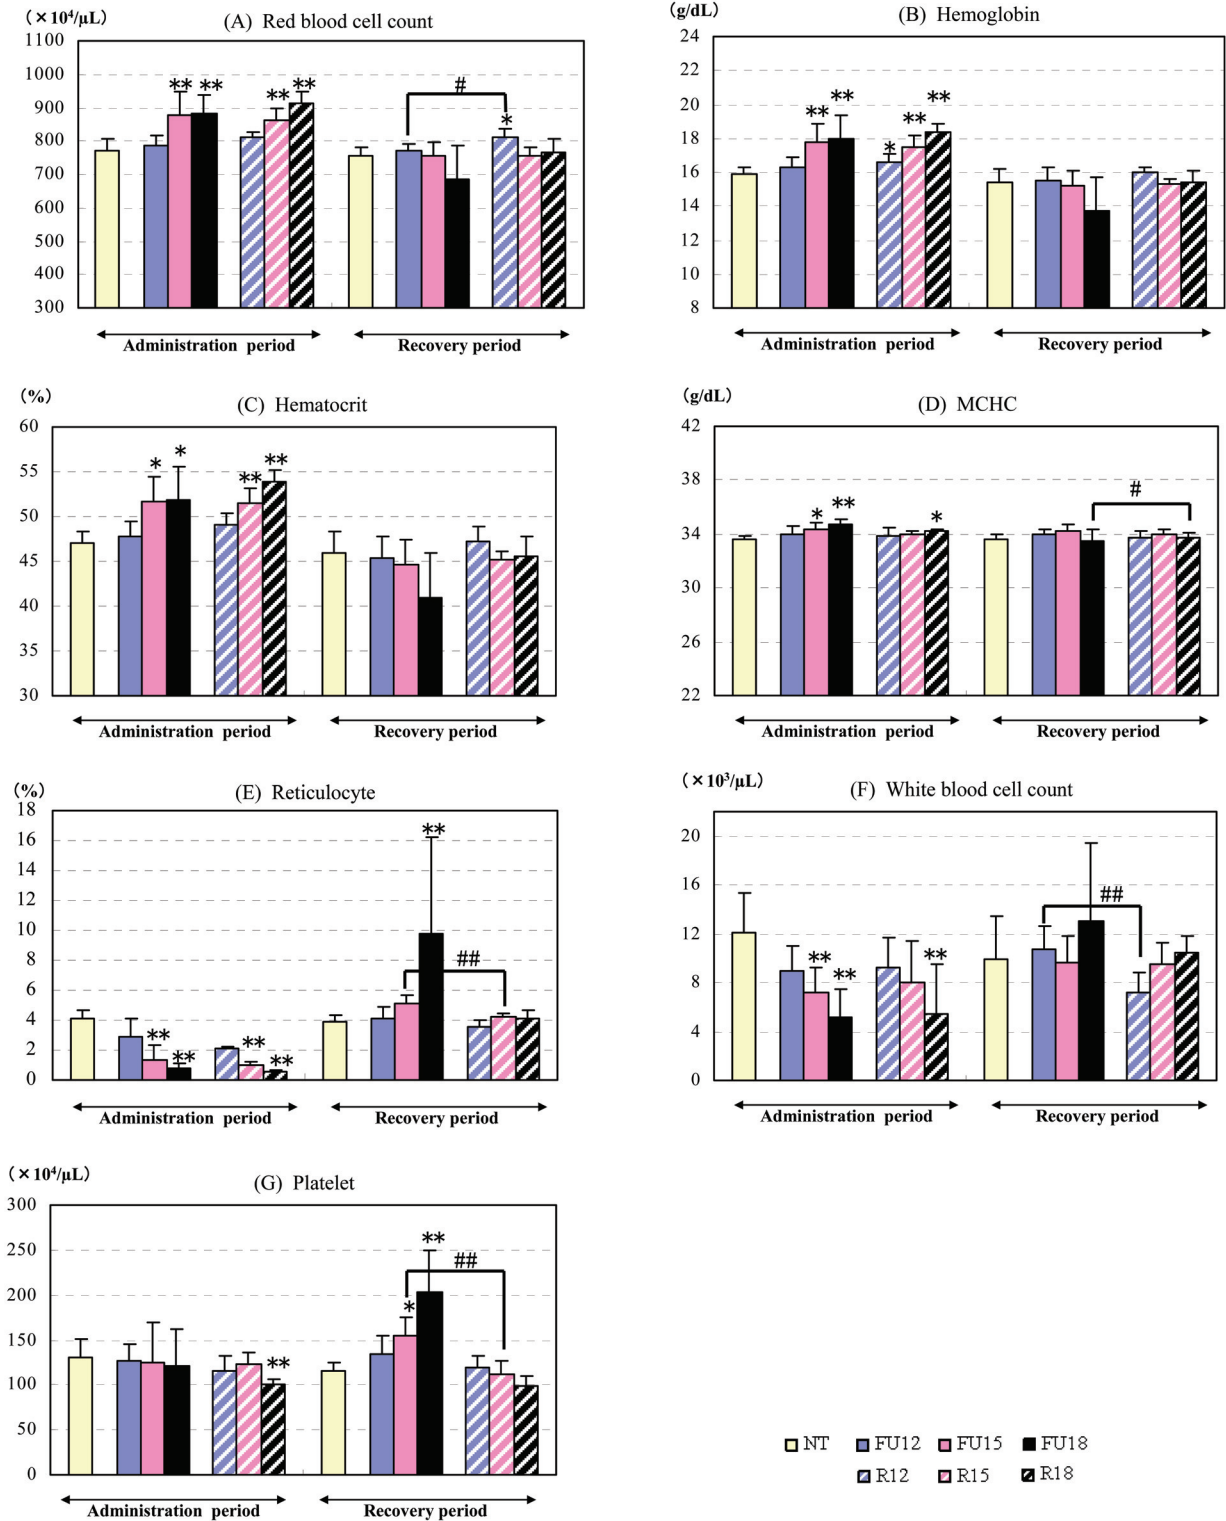 (×10⁴/μL)
(A) Red blood cell count
1100
1000
900
800
700
600
500
400
300
** **
** **
#
*
Administration period
Recovery period
(g/dL)
(B) Hemoglobin
24
22
20
18
16
14
12
10
8
** **
* ** **
Administration period
Recovery period
(%)
(C) Hematocrit
60
55
50
45
40
35
30
* *
** **
Administration period
Recovery period
(g/dL)
(D) MCHC
42
38
34
30
26
22
* **
*
#
Administration period
Recovery period
(%)
(E) Reticulocyte
18
16
14
12
10
8
6
4
2
0
** **
** **
**
##
Administration period
Recovery period
(×10³/μL)
(F) White blood cell count
20
16
12
8
4
0
** **
**
##
Administration period
Recovery period
(×10⁴/μL)
(G) Platelet
300
250
200
150
100
50
0
**
* **
##
Administration period
Recovery period
NT FU12 FU15 FU18
R12 R15 R18